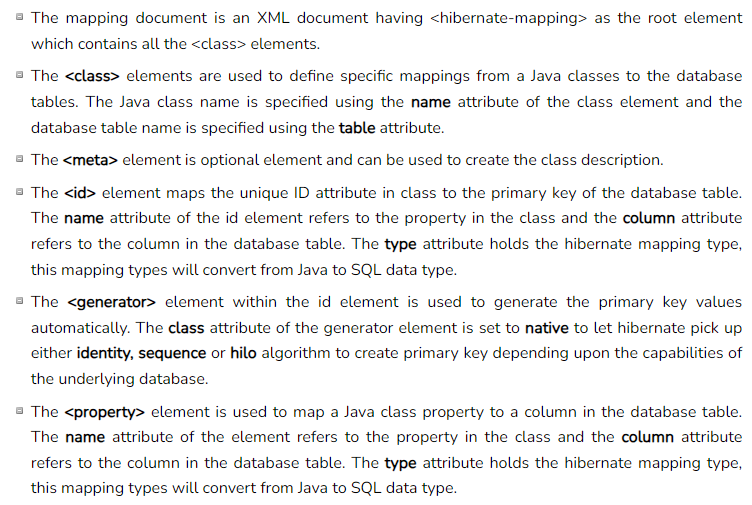 The mapping document is an XML document having <hibernate-mapping> as the root element
which contains all the <class> elements.
The <class> elements are used to define specific mappings from a Java classes to the database
tables. The Java class name is specified using the name attribute of the class element and the
database table name is specified using the table attribute.
The <meta> element is optional element and can be used to create the class description.
The <id> element maps the unique ID attribute in class to the primary key of the database table.
The name attribute of the id element refers to the property in the class and the column attribute
refers to the column in the database table. The type attribute holds the hibernate mapping type,
this mapping types will convert from Java to SQL data type.
The <generator> element within the id element is used to generate the primary key values
automatically. The class attribute of the generator element is set to native to let hibernate pick up
either identity, sequence or hilo algorithm to create primary key depending upon the capabilities of
the underlying database.
The <property> element is used to map a Java class property to a column in the database table.
The name attribute of the element refers to the property in the class and the column attribute
refers to the column in the database table. The type attribute holds the hibernate mapping type,
this mapping types will convert from Java to SQL data type.